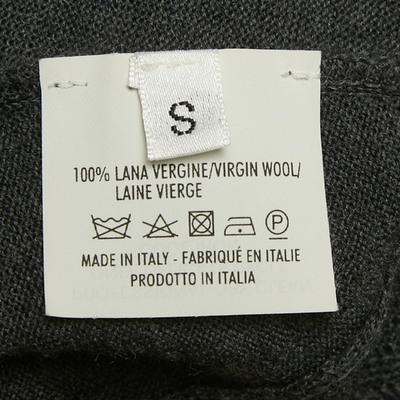 S
100% LANA VERGINE/VIRGIN WOOL/
LAINE VIERGE
P
MADE IN ITALY - FABRIQUÉ EN ITALIE
PRODOTTO IN ITALIA